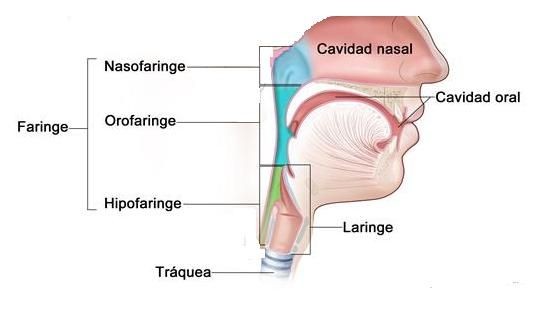 Cavidad nasal
Nasofaringe
Cavidad oral
Orofaringe
Faringe
Hipofaringe
Laringe
Tráquea